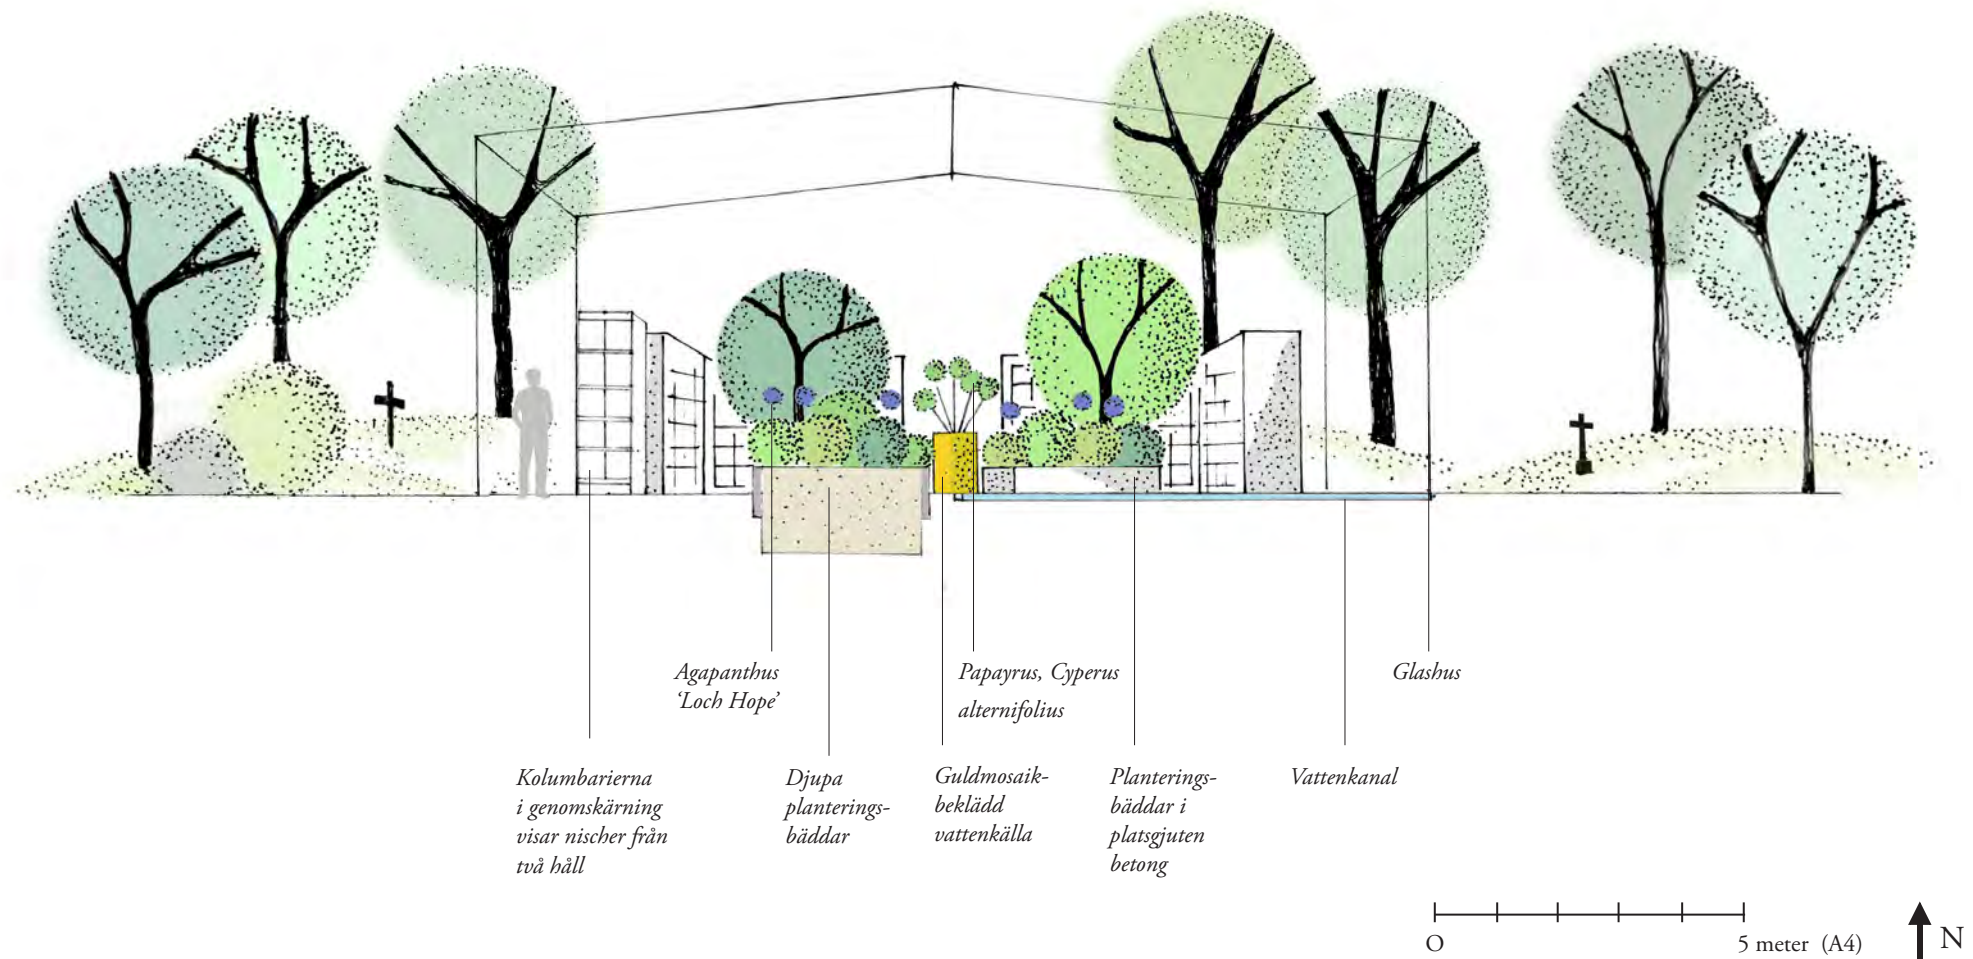 Agapanthus
‘Loch Hope’
Papayrus, Cyperus
alternifolius
Glashus
Kolumbarierna
i genomskärning
visar nischer från
två håll
Djupa
planterings-
bäddar
Guldmosaik-
beklädd
vattenkälla
Planterings-
bäddar i
platsgjuten
betong
Vattenkanal
O 5 meter (A4)
N